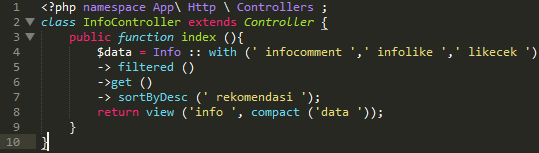 1 <?php namespace App\ Http \ Controllers ;
2 class InfoController extends Controller {
3 public function index (){
4 $data = Info :: with (' infocomment ',' infolike ',' likecek ')
5 -> filtered ()
6 ->get ()
7 -> sortByDesc (' rekomendasi ');
8 return view ('info ', compact ('data '));
9 }
10 }